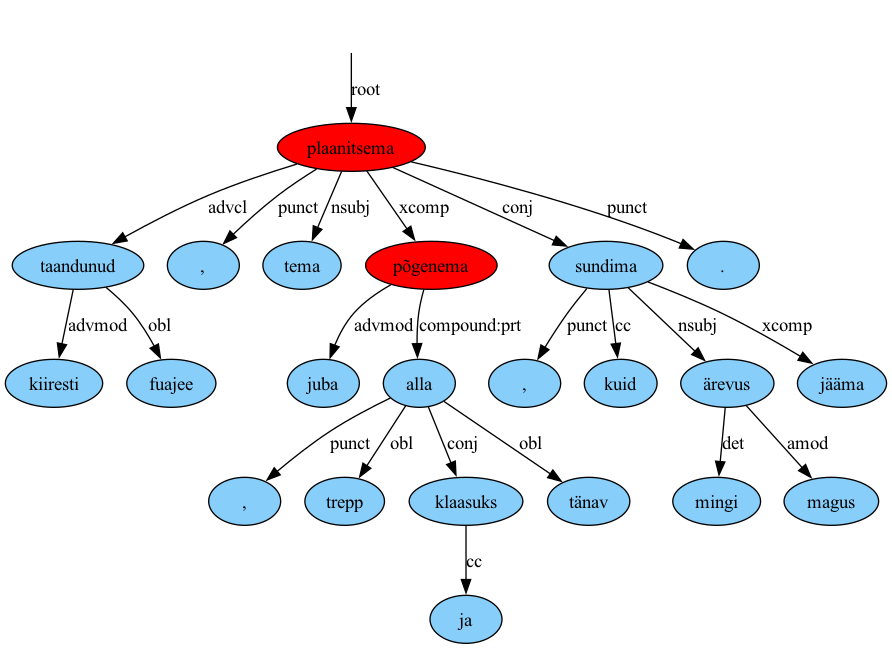 root
plaanitsema
advcl punct nsubj xcomp conj punct
taandunud , tema põgenema sundima .
advmod obl advmod compound:prt punct cc nsubj xcomp
kiiresti fuajee juba alla , kuid ärevus jääma
punct obl conj obl det amod
, trepp klaasuks tänav mingi magus
cc
ja